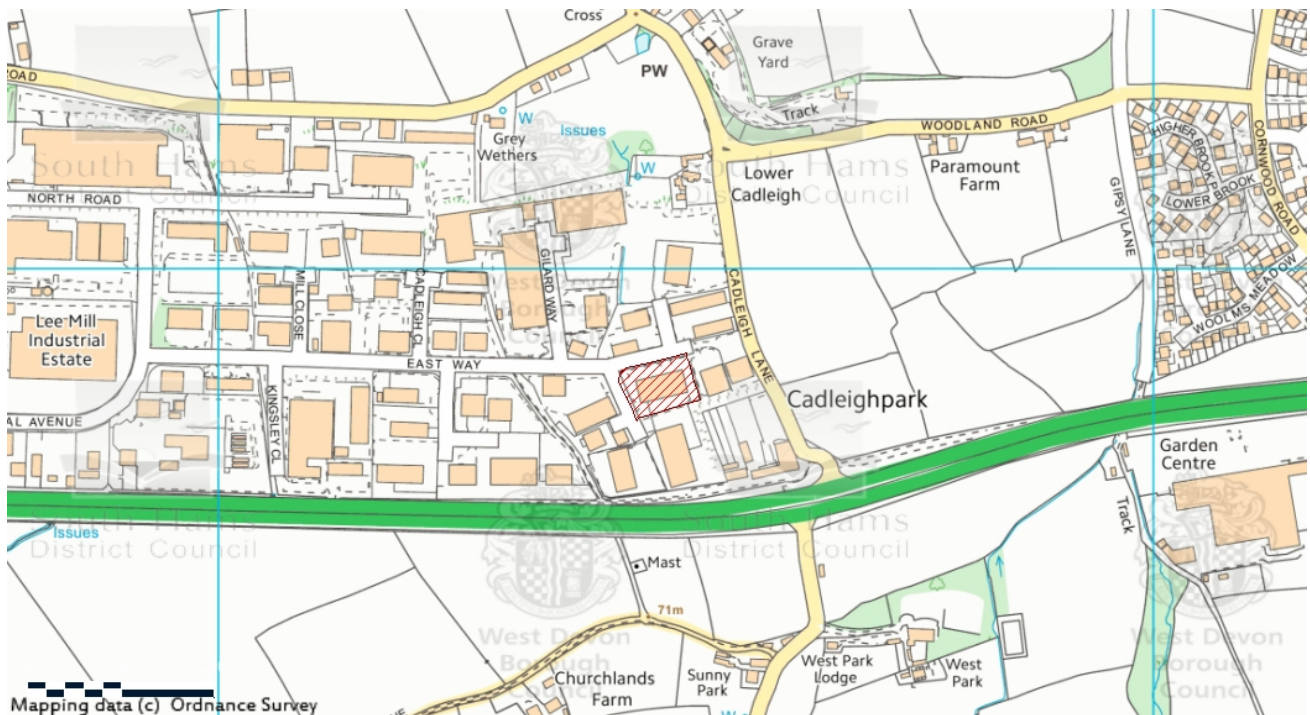 Cross
Grave
Yard
PW
ROAD
Track
W
Issues
WOODLAND ROAD
Grey
Wethers
W
Lower
Cadleigh
Paramount
Farm
HIGHER BROOK P
LOWER BROOK
CORNWOOD ROAD
GIPSY LANE
NORTH ROAD
GILARD WAY
MILL CLOSE
CADLEIGH CL
CADLEIGH LANE
WOOLMS MEADOW
Lee Mill
Industrial
Estate
EAST WAY
KINGSLEY CL
Cadleighpark
AL AVENUE
Garden
Centre
Track
Issues
Mast
71m
Churchlands
Farm
Sunny
Park
West Park
Lodge
West
Park
South Hams
District Council
West Devon
Borough
Council
South Hams
District Council
South Hams
District Council
West Devon
Borough
Council
West Devon
Borough
Council
Mapping data (c) Ordnance Survey